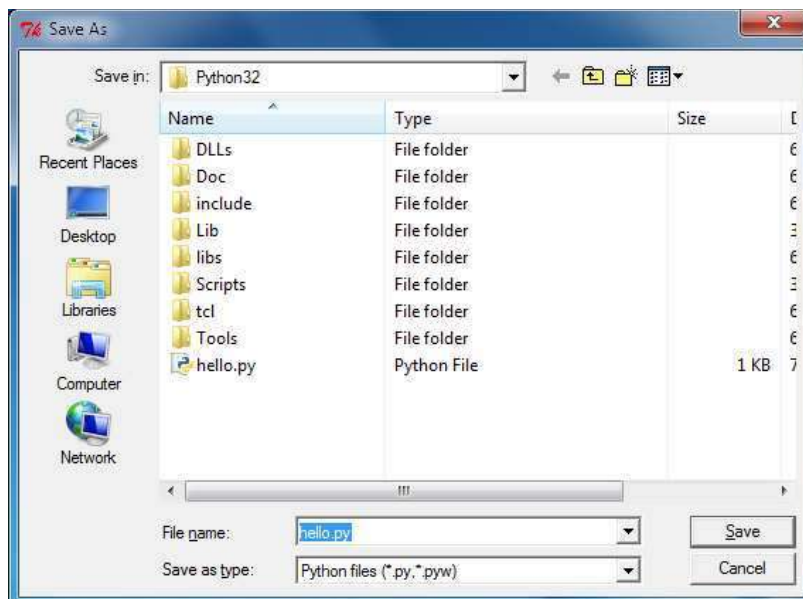 Save As
Save in: Python32
Name Type Size
Recent Places
DLLs File folder
Doc File folder
include File folder
Desktop
Lib File folder
libs File folder
Scripts File folder
Libraries
tcl File folder
Tools File folder
hello.py Python File 1 KB
Computer
Network
File name: hello.py Save
Save as type: Python files (*.py,*.pyw) Cancel